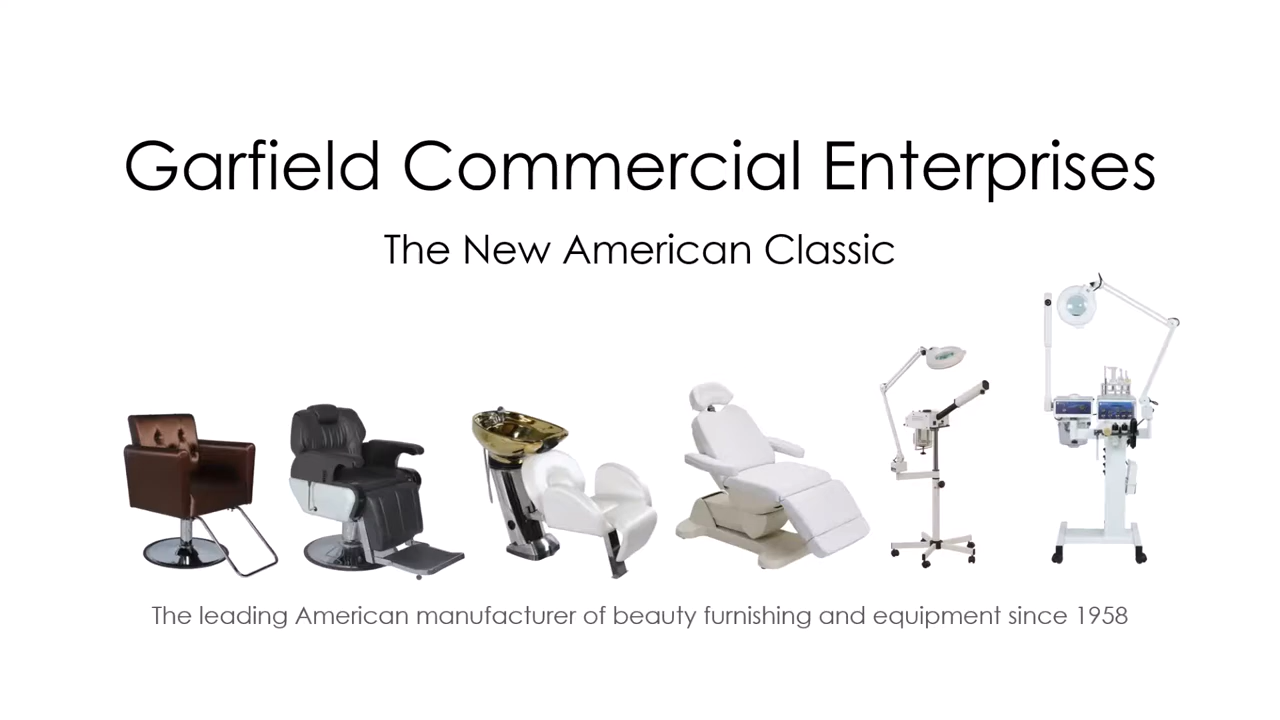 Garfield Commercial Enterprises
The New American Classic
The leading American manufacturer of beauty furnishing and equipment since 1958